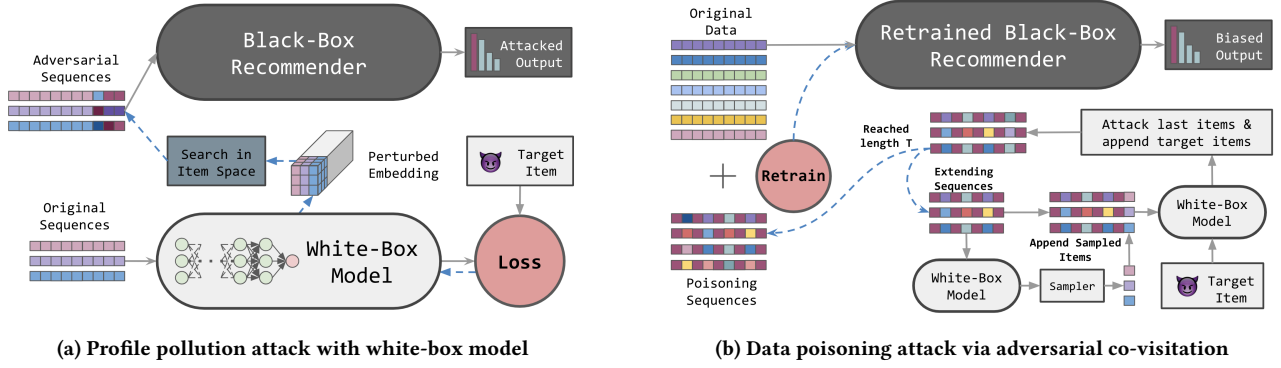 Adversarial
Sequences
Black-Box
Recommender
Attacked
Output
Search in
Item Space
Perturbed
Embedding
Target
Item
Original
Sequences
White-Box
Model
Loss
(a) Profile pollution attack with white-box model
Original
Data
Retrained Black-Box
Recommender
Biased
Output
Reached
length T
Attack last items &
append target items
Retrain
Extending
Sequences
White-Box
Model
Append Sampled
Items
Poisoning
Sequences
White-Box
Model
Sampler
Target
Item
(b) Data poisoning attack via adversarial co-visitation